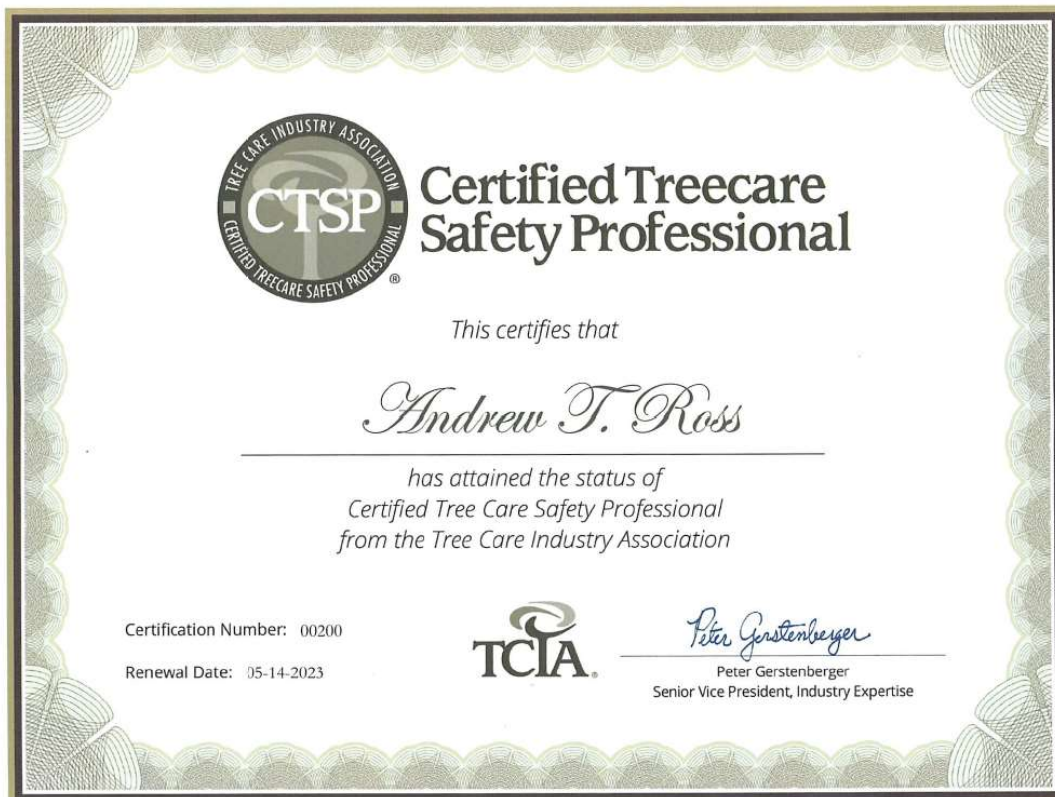 TREE CARE INDUSTRY ASSOCIATION
CTSP
CERTIFIED TREECARE SAFETY PROFESSIONAL
®
Certified Treecare
Safety Professional
This certifies that
Andrew T. Ross
has attained the status of
Certified Tree Care Safety Professional
from the Tree Care Industry Association
Certification Number: 00200
Renewal Date: 05-14-2023
TCIA®
Peter Gerstenberger
Peter Gerstenberger
Senior Vice President, Industry Expertise